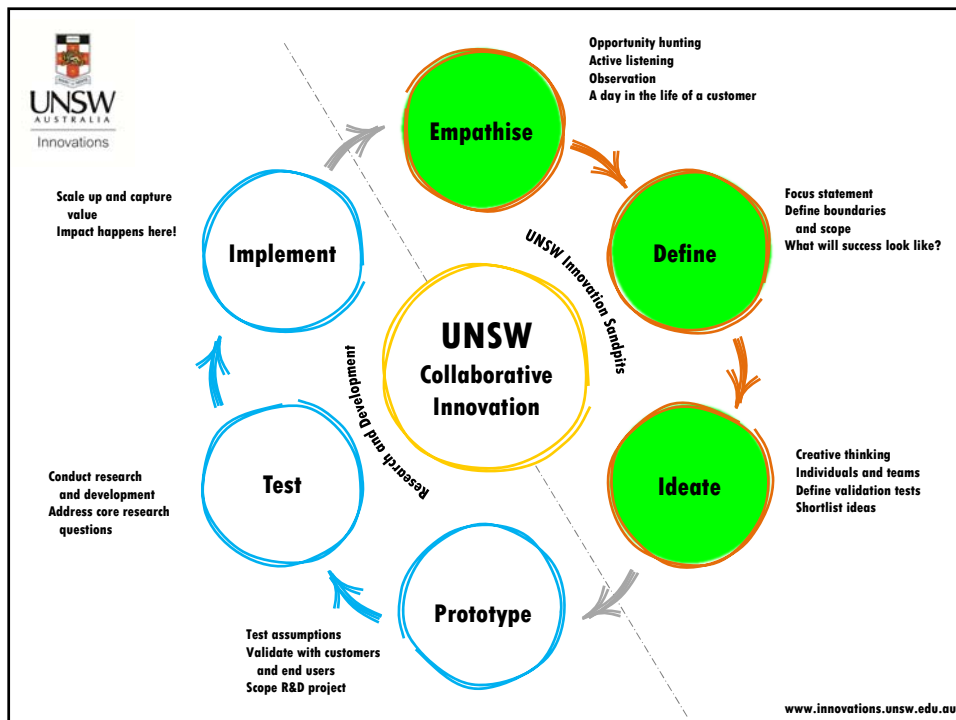 UNSW
AUSTRALIA
Innovations
Opportunity hunting
Active listening
Observation
A day in the life of a customer
Empathise
Focus statement
Define boundaries
and scope
What will success look like?
Define
UNSW Innovation Sandpits
Creative thinking
Individuals and teams
Define validation tests
Shortlist ideas
Ideate
Prototype
Test assumptions
Validate with customers
and end users
Scope R&D project
Test
Conduct research
and development
Address core research
questions
Implement
Scale up and capture
value
Impact happens here!
Research and Development
UNSW
Collaborative
Innovation
www.innovations.unsw.edu.au